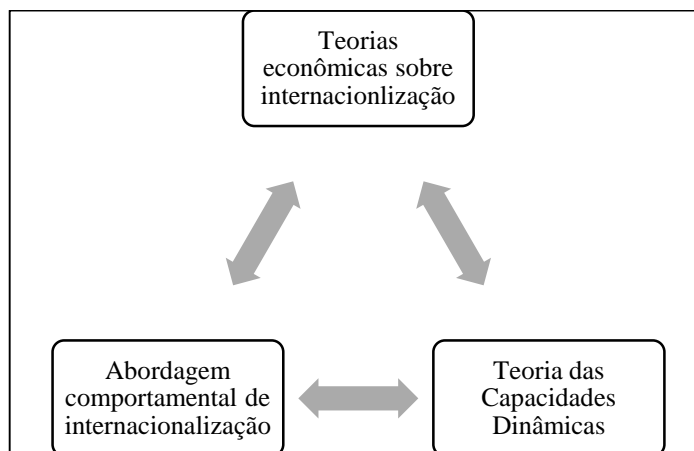 Teorias
econômicas sobre
internacionlização
Abordagem
comportamental de
internacionalização
Teoria das
Capacidades
Dinâmicas